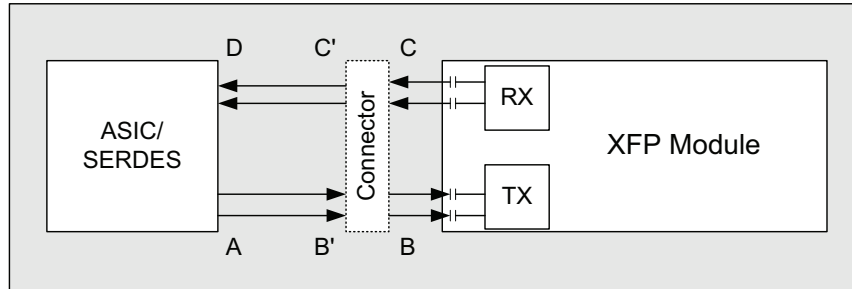 D C' C
ASIC/
SERDES
Connector
RX
XFP Module
TX
A B' B